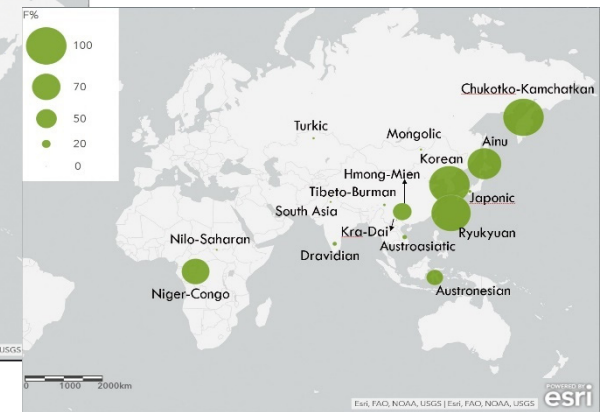 F%
100
70
50
20
0
Chukotko-Kamchatkan
Turkic
Mongolic
Ainu
Korean
Hmong-Mien
Tibeto-Burman
Japonic
South Asia
Kra-Dai
Ryukyuan
Nilo-Saharan
Austroasiatic
Dravidian
Niger-Congo
Austronesian
USGS
0 1000 2000km
Esri, FAO, NOAA, USGS | Esri, FAO, NOAA, USGS
POWERED BY
esri